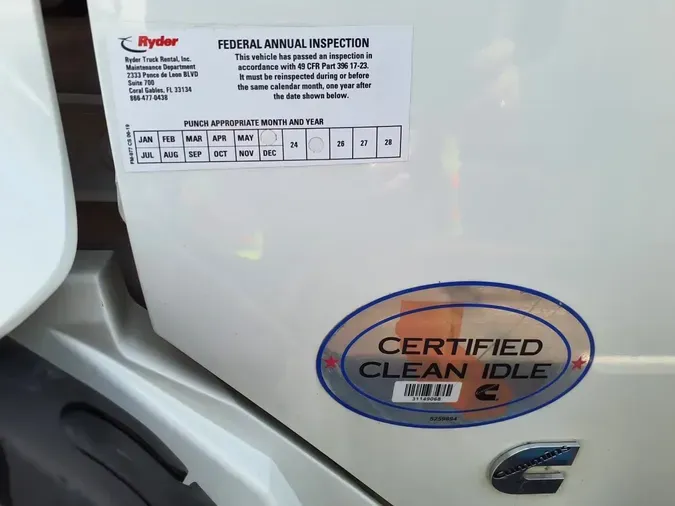 Ryder
Ryder Truck Rental, Inc.
Maintenance Department
2333 Ponce de Leon BLVD
Suite 700
Coral Gables, FL 33134
866-477-0438
FEDERAL ANNUAL INSPECTION
This vehicle has passed an inspection in
accordance with 49 CFR Part 396 17-23.
It must be reinspected during or before
the same calendar month, one year after
the date shown below.
PUNCH APPROPRIATE MONTH AND YEAR
JAN FEB MAR APR MAY 24 26 27 28
JUL AUG SEP OCT NOV DEC
CERTIFIED
CLEAN IDLE
Cummins